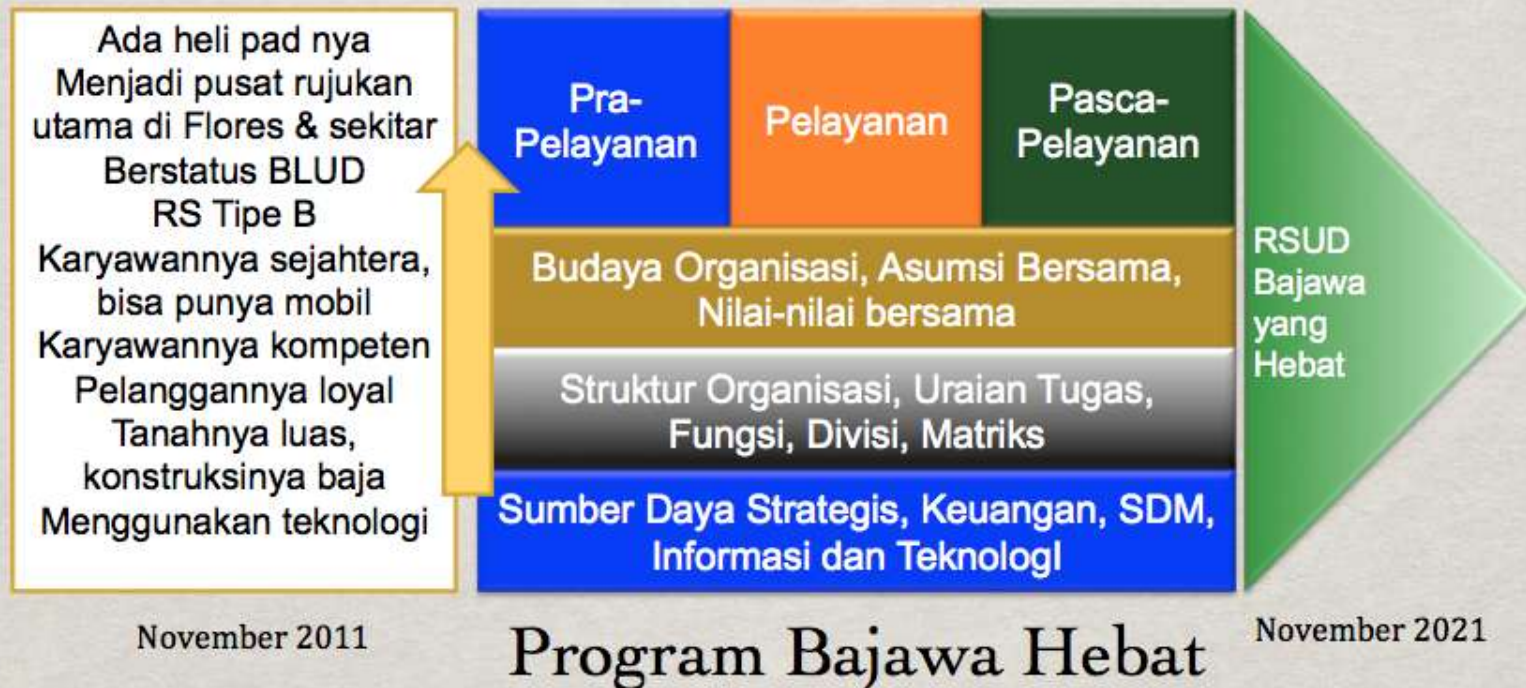 Ada heli pad nya
Menjadi pusat rujukan
utama di Flores & sekitar
Berstatus BLUD
RS Tipe B
Karyawannya sejahtera,
bisa punya mobil
Karyawannya kompeten
Pelanggannya loyal
Tanahnya luas,
konstruksinya baja
Menggunakan teknologi
Pra-
Pelayanan
Pelayanan
Pasca-
Pelayanan
Budaya Organisasi, Asumsi Bersama,
Nilai-nilai bersama
Struktur Organisasi, Uraian Tugas,
Fungsi, Divisi, Matriks
Sumber Daya Strategis, Keuangan, SDM,
Informasi dan TeknologI
RSUD
Bajawa
yang
Hebat
November 2011
Program Bajawa Hebat
November 2021